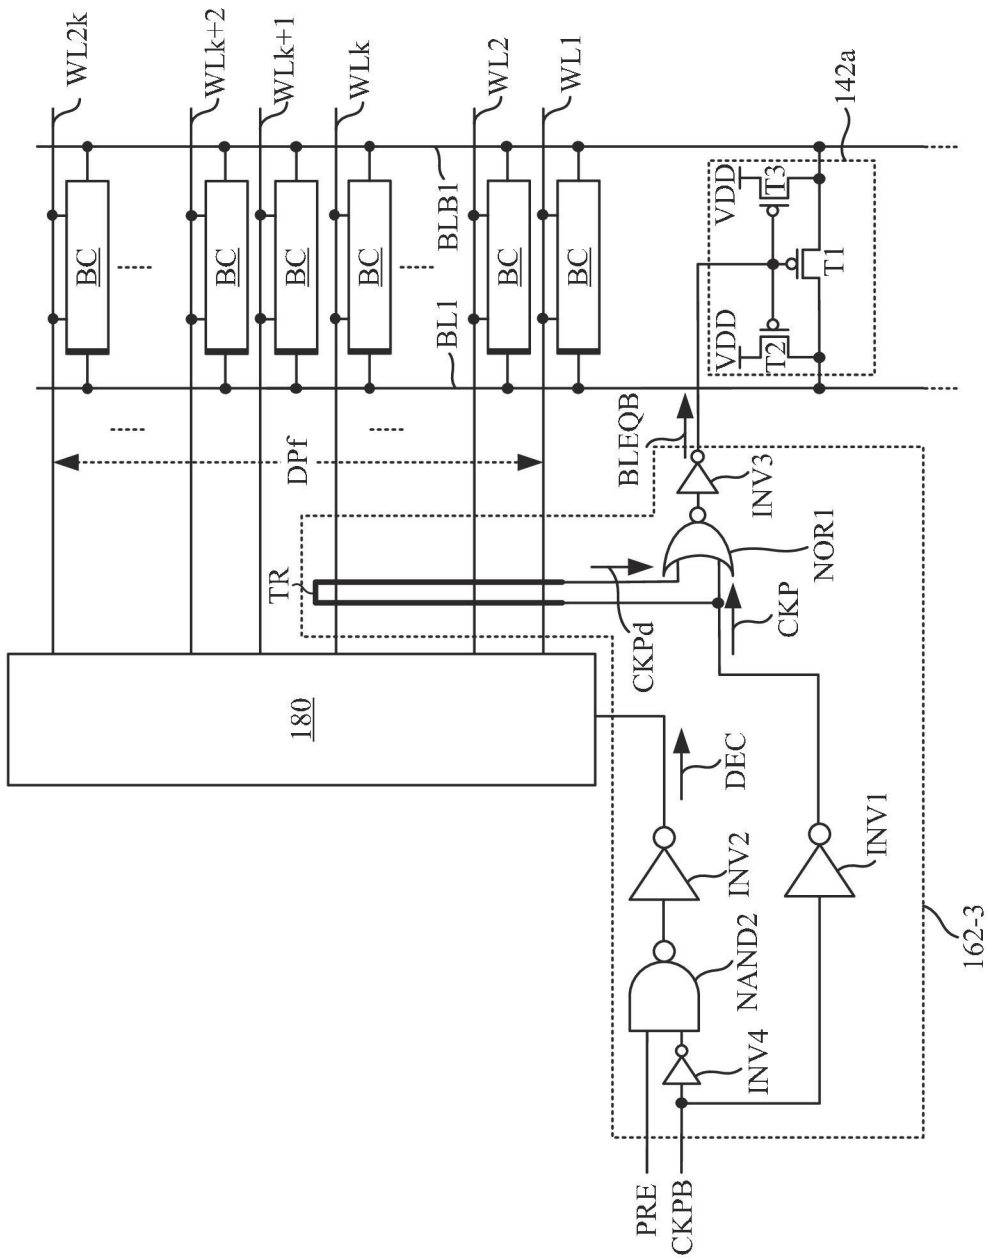 WL2k
WLk+2
WLk+1
WLk
WL2
WL1
BC
BC
BC
BC
BC
BC
BLB1
BL1
142a
VDD
T3
T1
VDD
T2
DPf
BLEQB
INV3
NOR1
TR
CKPd
CKP
180
DEC
INV2
INV1
NAND2
INV4
162-3
PRE
CKPB